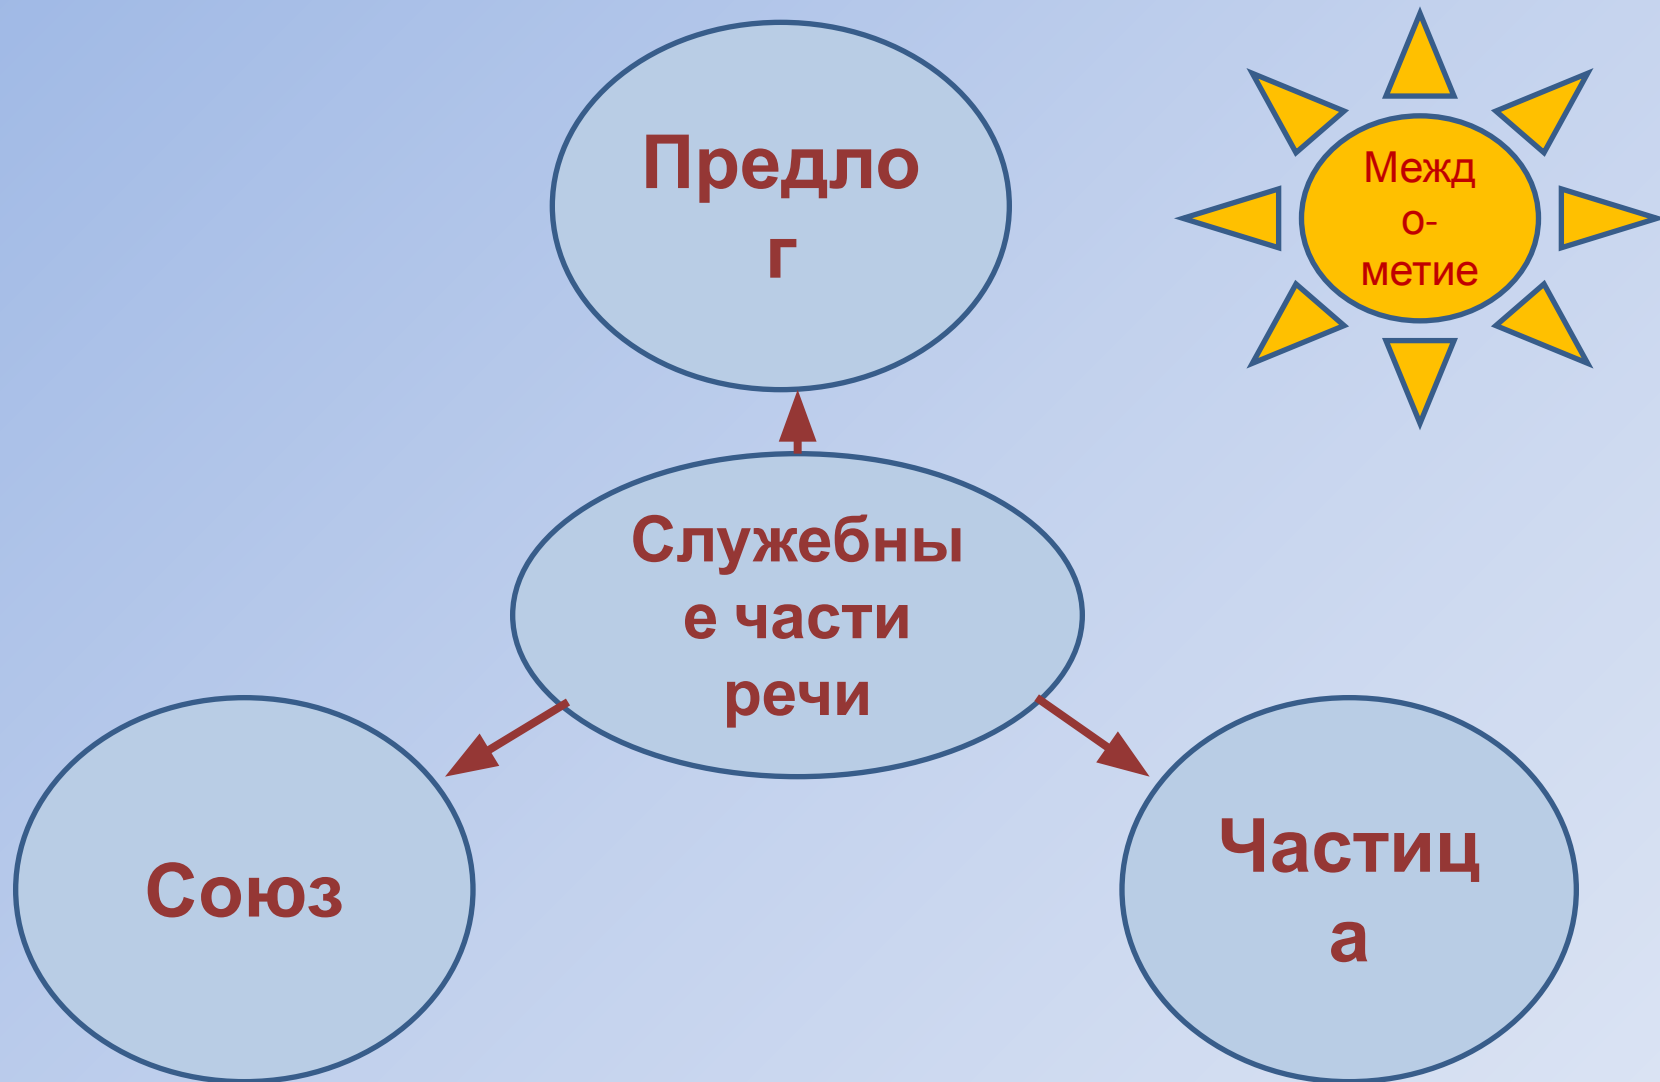 Предло
г
Межд
о-
метие
Служебны
е части
речи
Союз
Частиц
а